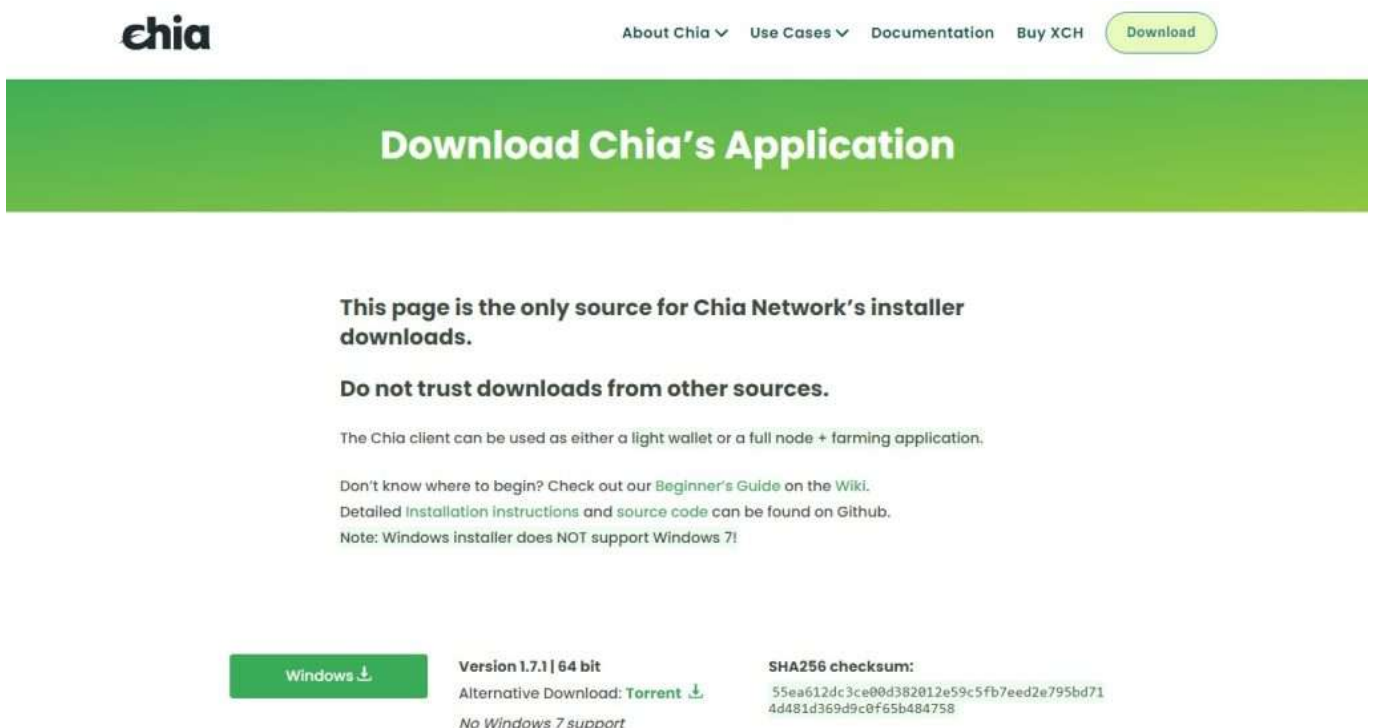 chia
About Chia Use Cases Documentation Buy XCH Download
Download Chia's Application
This page is the only source for Chia Network's installer
downloads.
Do not trust downloads from other sources.
The Chia client can be used as either a light wallet or a full node + farming application.
Don't know where to begin? Check out our Beginner's Guide on the Wiki.
Detailed Installation instructions and source code can be found on Github.
Note: Windows installer does NOT support Windows 7!
Windows
Version 1.7.1 | 64 bit
Alternative Download: Torrent
No Windows 7 support
SHA256 checksum:
55ea612dc3ce00d382012e59c5fb7eed2e795bd71
4d481d369d9c0f65b484758